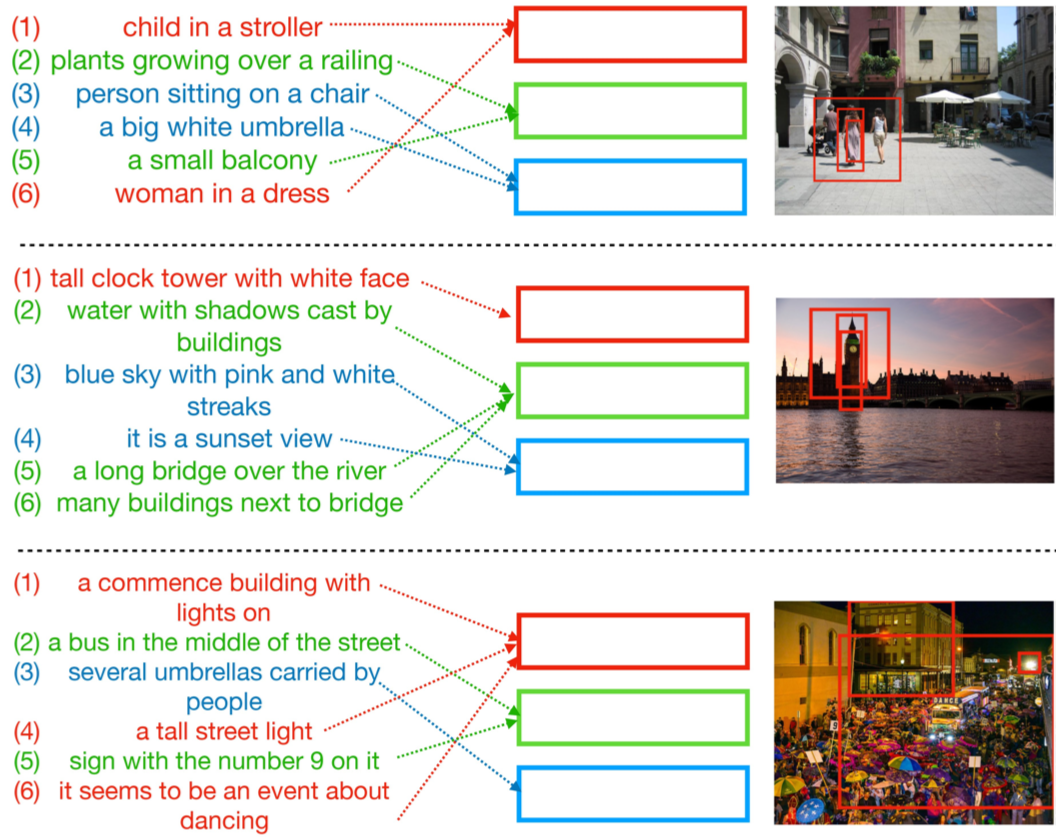 (1) child in a stroller
(2) plants growing over a railing
(3) person sitting on a chair
(4) a big white umbrella
(5) a small balcony
(6) woman in a dress
(1) tall clock tower with white face
(2) water with shadows cast by
buildings
(3) blue sky with pink and white
streaks
(4) it is a sunset view
(5) a long bridge over the river
(6) many buildings next to bridge
(1) a commence building with
lights on
(2) a bus in the middle of the street
(3) several umbrellas carried by
people
(4) a tall street light
(5) sign with the number 9 on it
(6) it seems to be an event about
dancing
DANCE
9